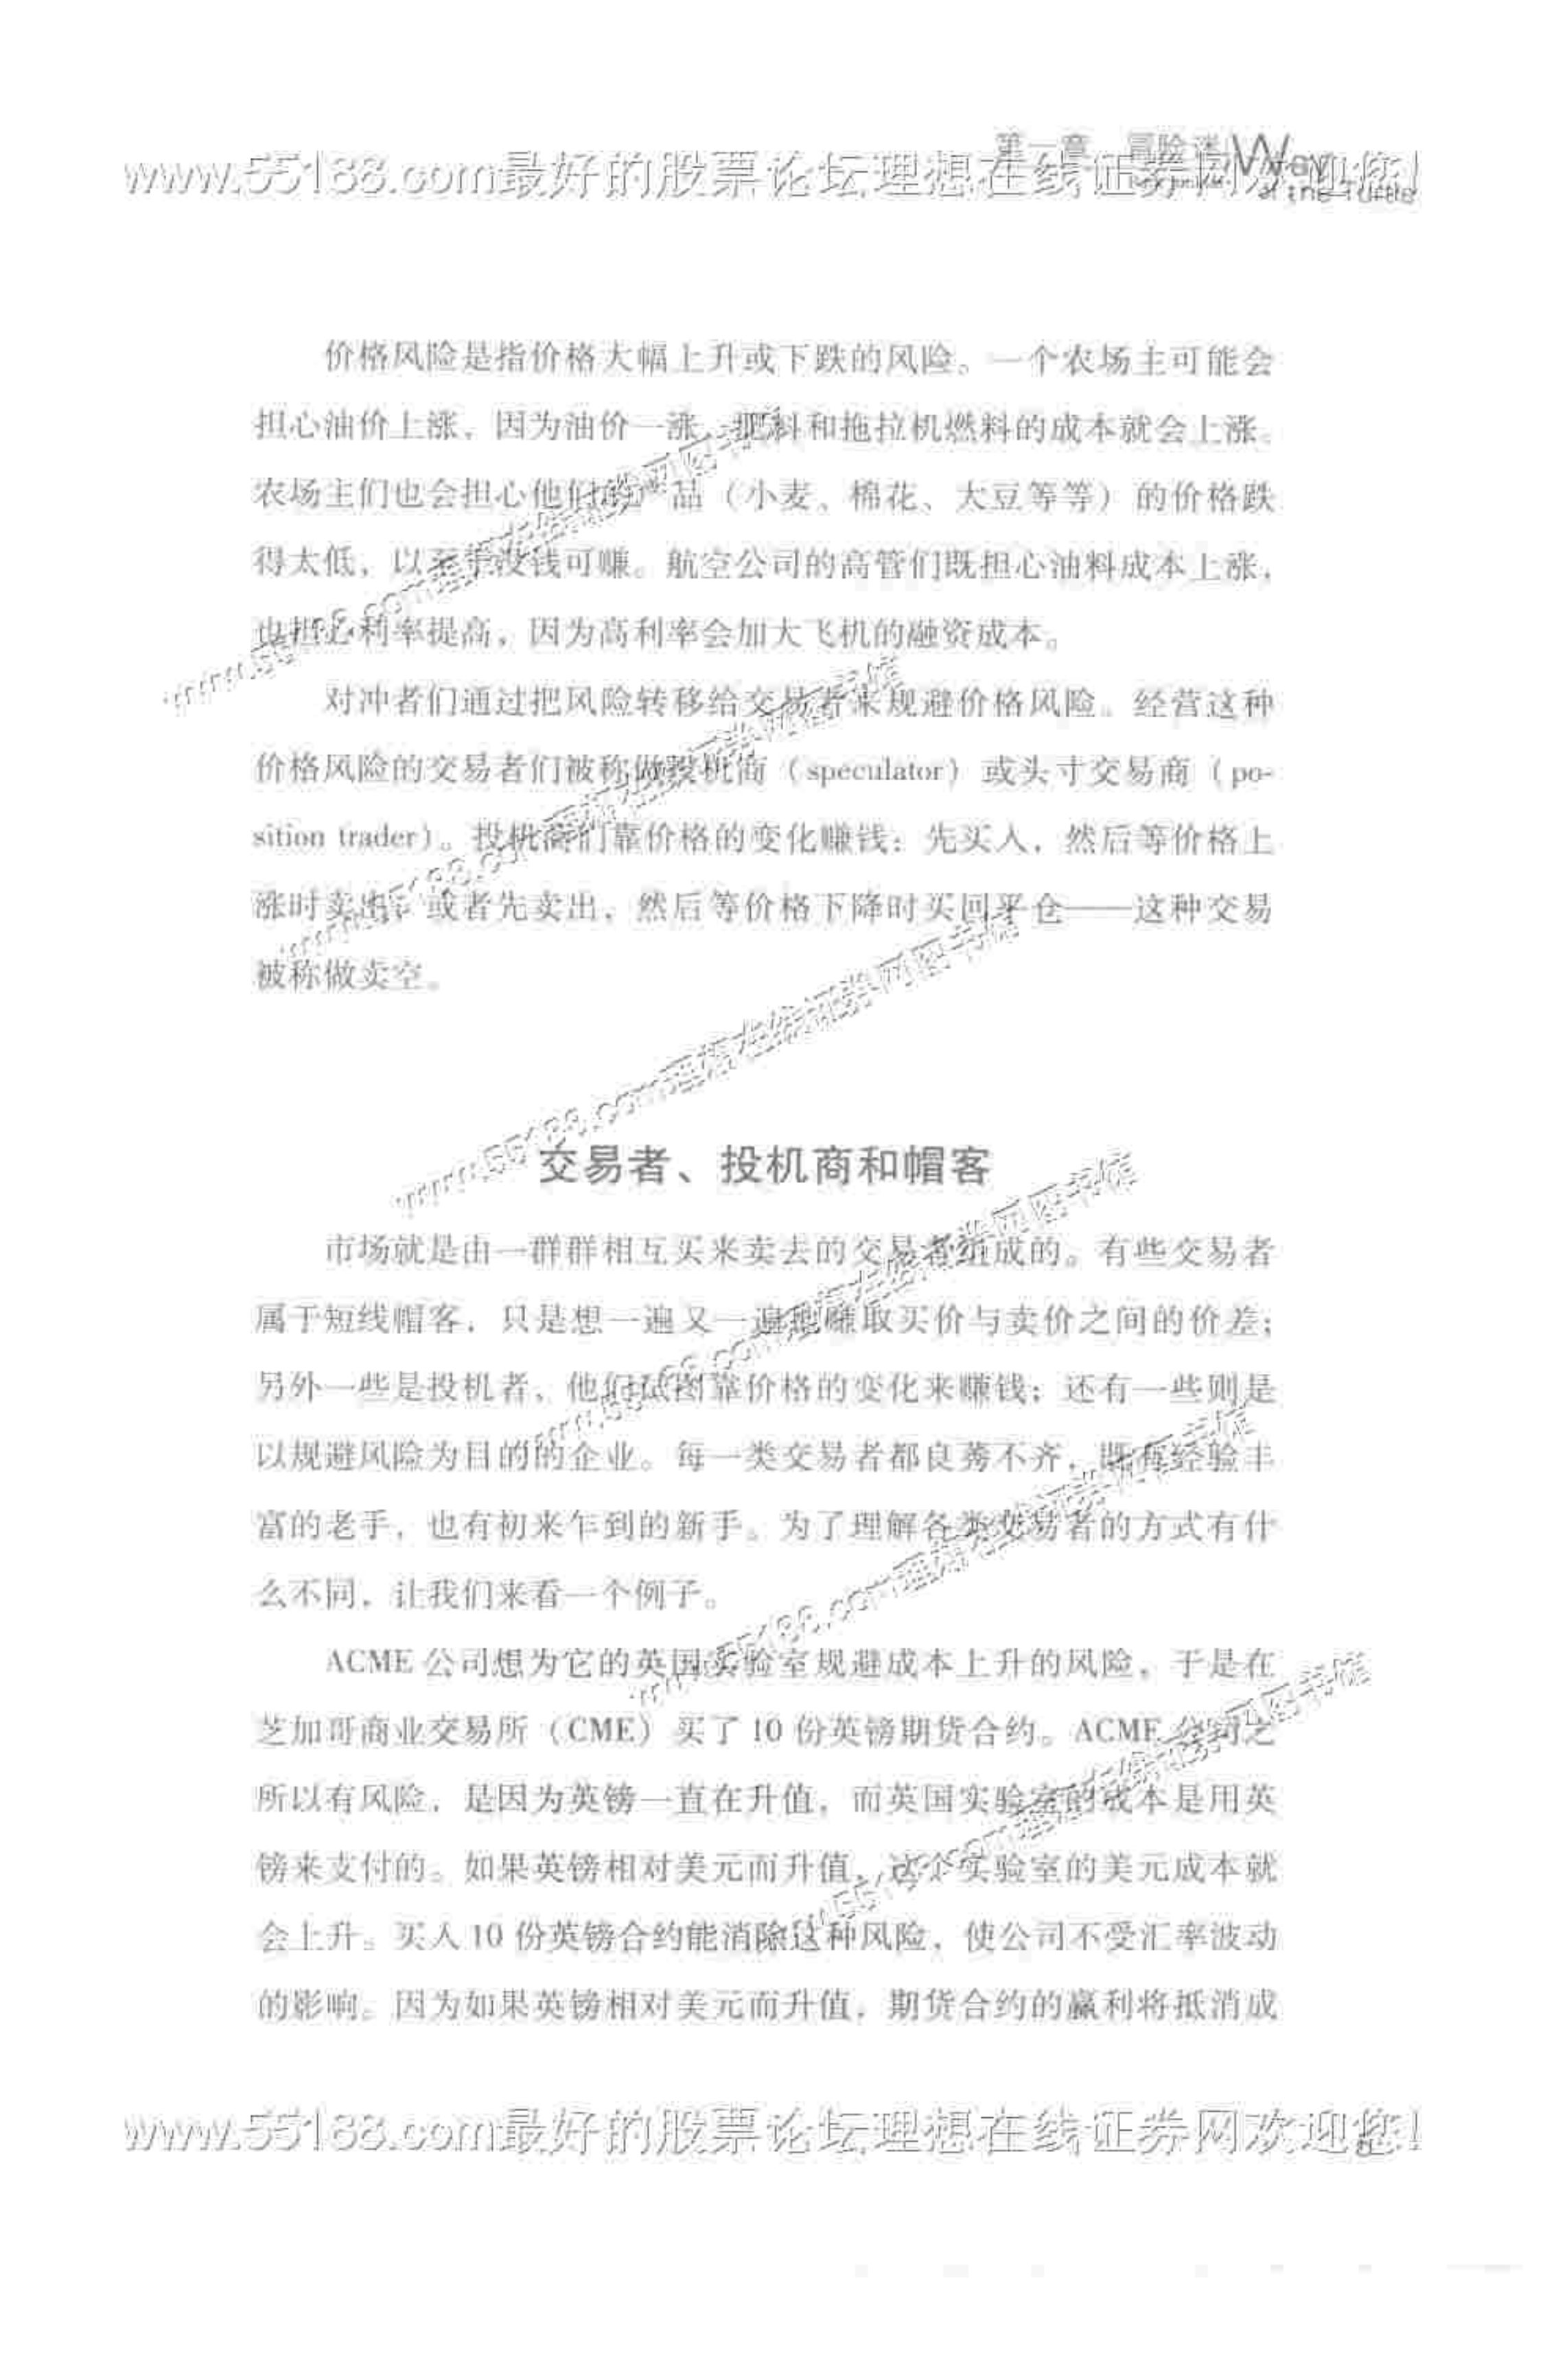 第一章 冒险迷
Way
of the Turtle
www.55188.com最好的股票论坛理想在线证券网欢迎您!
价格风险是指价格大幅上升或下跌的风险。一个农场主可能会
担心油价上涨,因为油价一涨,肥料和拖拉机燃料的成本就会上涨。
农场主们也会担心他们的产品(小麦、棉花、大豆等等)的价格跌
得太低,以至于没钱可赚。航空公司的高管们既担心油料成本上涨,
也担心利率提高,因为高利率会加大飞机的融资成本。
对冲者们通过把风险转移给交易者来规避价格风险。经营这种
价格风险的交易者们被称做投机商(speculator)或头寸交易商(po-
sition trader)。投机商们靠价格的变化赚钱:先买入,然后等价格上
涨时卖出;或者先卖出,然后等价格下降时买回平仓——这种交易
被称做卖空。
交易者、投机商和帽客
市场就是由一群群相互买来卖去的交易者组成的。有些交易者
属于短线帽客,只是想一遍又一遍地赚取买价与卖价之间的价差;
另外一些是投机者,他们试图靠价格的变化来赚钱;还有一些则是
以规避风险为目的的企业。每一类交易者都良莠不齐,既有经验丰
富的老手,也有初来乍到的新手。为了理解各类交易者的方式有什
么不同,让我们来看一个例子。
ACME 公司想为它的英国实验室规避成本上升的风险,于是在
芝加哥商业交易所(CME)买了 10 份英镑期货合约。ACME 公司之
所以有风险,是因为英镑一直在升值,而英国实验室的成本是用英
镑来支付的。如果英镑相对美元而升值,这个实验室的美元成本就
会上升。买入 10 份英镑合约能消除这种风险,使公司不受汇率波动
的影响。因为如果英镑相对美元而升值,期货合约的赢利将抵消成
www.55188.com最好的股票论坛理想在线证券网欢迎您!